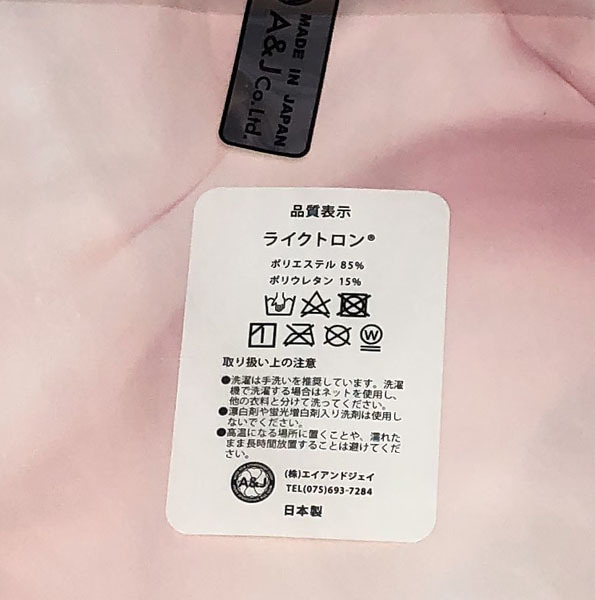 MADE IN JAPAN
A&J Co.Ltd.
品質表示
ライクトロン®
ポリエステル 85%
ポリウレタン 15%
1
W
取り扱い上の注意
●洗濯は手洗いを推奨しています。洗濯
機で洗濯する場合はネットを使用し、
他の衣料と分けて洗ってください。
●漂白剤や蛍光増白剤入り洗剤は使用し
ないでください。
●高温になる場所に置くことや、濡れた
まま長時間放置することは避けてくだ
さい。
A&J
(株)エイアンドジェイ
TEL(075)693-7284
日本製